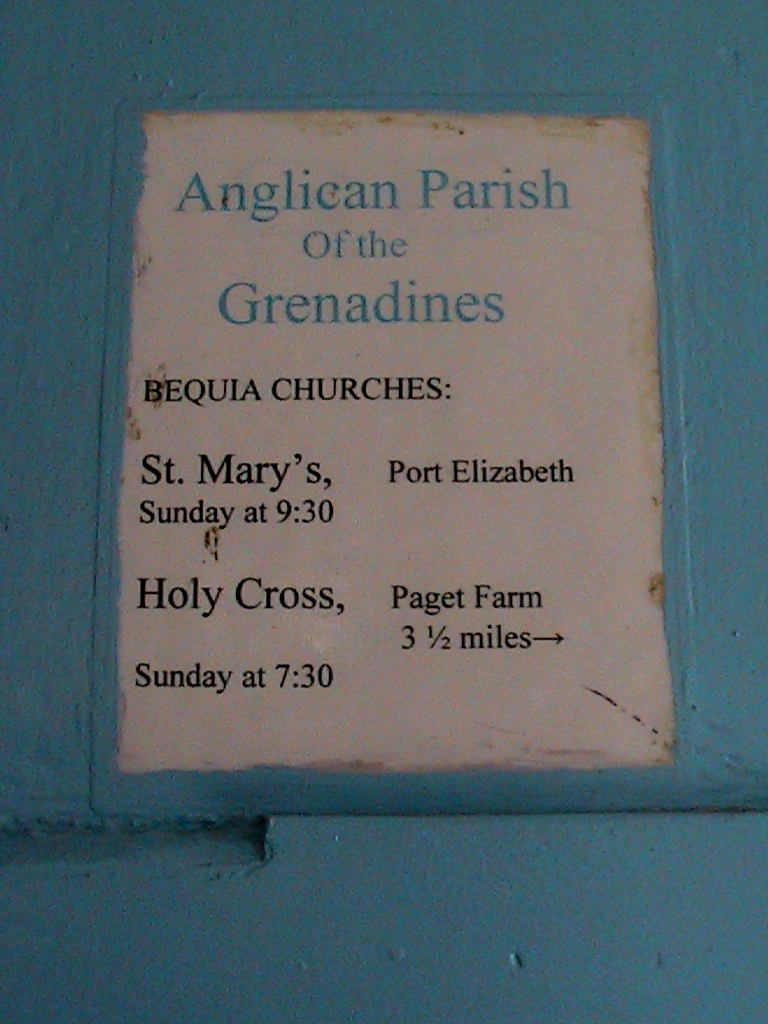 Anglican Parish
Of the
Grenadines
BEQUIA CHURCHES:
St. Mary's, Port Elizabeth
Sunday at 9:30
Holy Cross, Paget Farm
3 ½ miles→
Sunday at 7:30